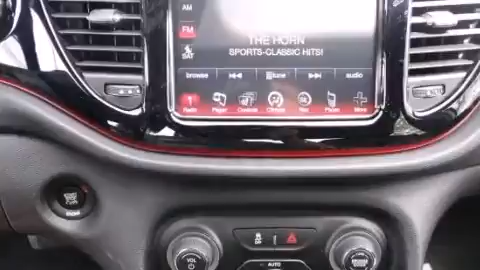 AM
FM
SAT
THE HORN
SPORTS-CLASSIC HITS!
browse tune audio
Radio Player Controls Climate Nav Phone More
VOL
AUTO